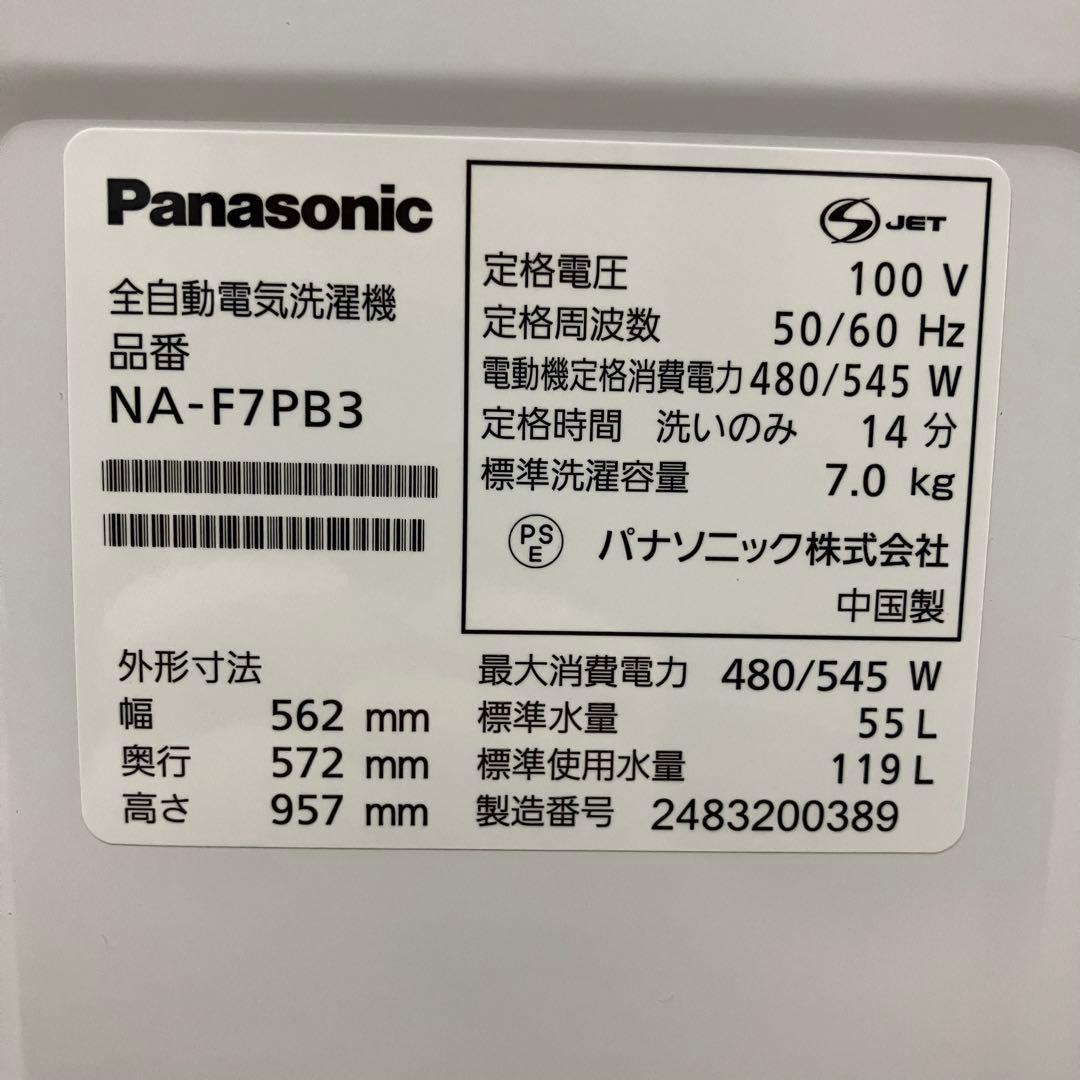 Panasonic
全自動電気洗濯機
品番
NA-F7PB3
S JET
定格電圧 100 V
定格周波数 50/60 Hz
電動機定格消費電力 480/545 W
定格時間 洗いのみ 14 分
標準洗濯容量 7.0 kg
PSE パナソニック株式会社
中国製
外形寸法
幅 562 mm
奥行 572 mm
高さ 957 mm
最大消費電力 480/545 W
標準水量 55 L
標準使用水量 119 L
製造番号 2483200389